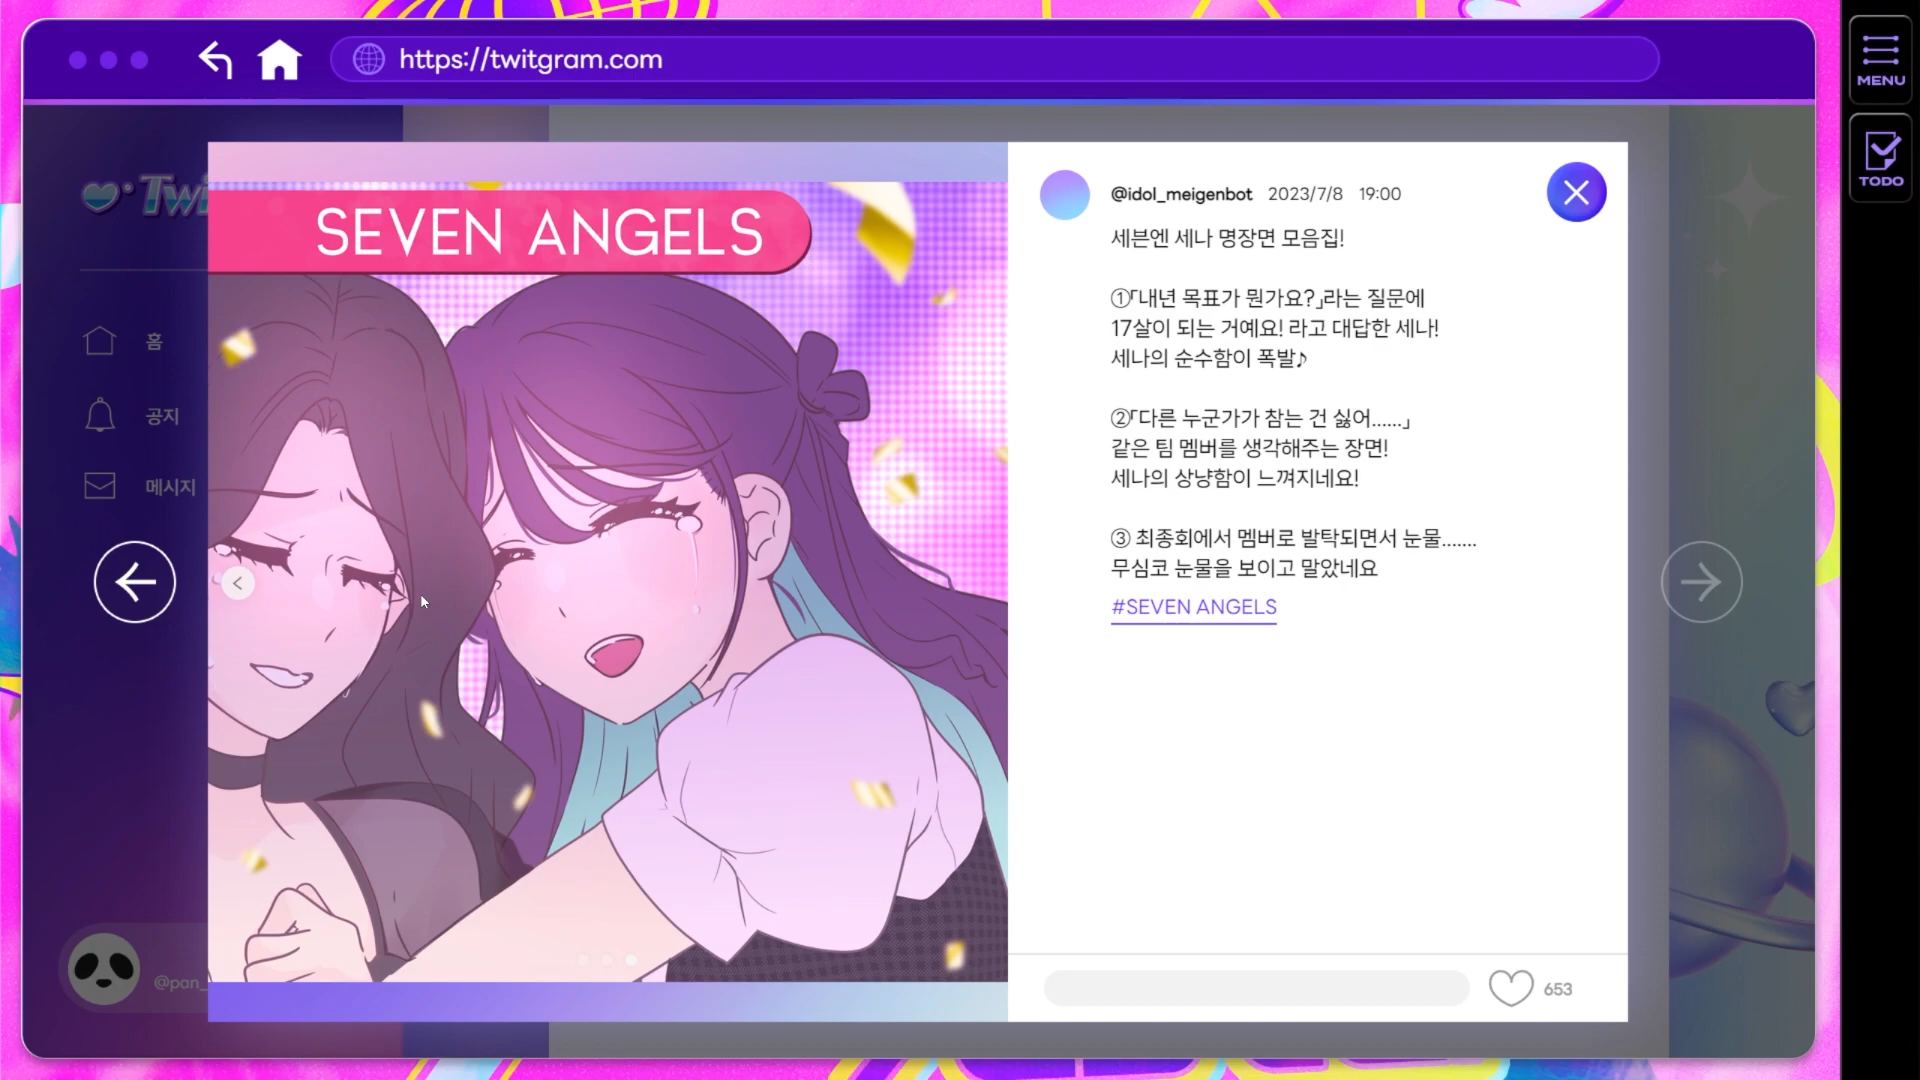 https://twitgram.com
MENU
TODO
Twi
홈
공지
메시지
@pan_
SEVEN ANGELS
@idol_meigenbot 2023/7/8 19:00
세븐엔 세나 명장면 모음집!
①「내년 목표가 뭔가요?」라는 질문에
17살이 되는 거예요! 라고 대답한 세나!
세나의 순수함이 폭발♪
②「다른 누군가가 참는 건 싫어......」
같은 팀 멤버를 생각해주는 장면!
세나의 상냥함이 느껴지네요!
③ 최종회에서 멤버로 발탁되면서 눈물.......
무심코 눈물을 보이고 말았네요
#SEVEN ANGELS
653